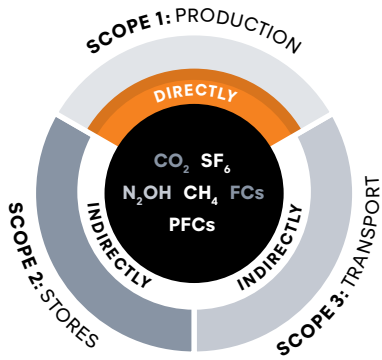 SCOPE 1: PRODUCTION
DIRECTLY
CO₂ SF₆
N₂OH CH₄ FCs
PFCs
INDIRECTLY
INDIRECTLY
SCOPE 2: STORES
SCOPE 3: TRANSPORT